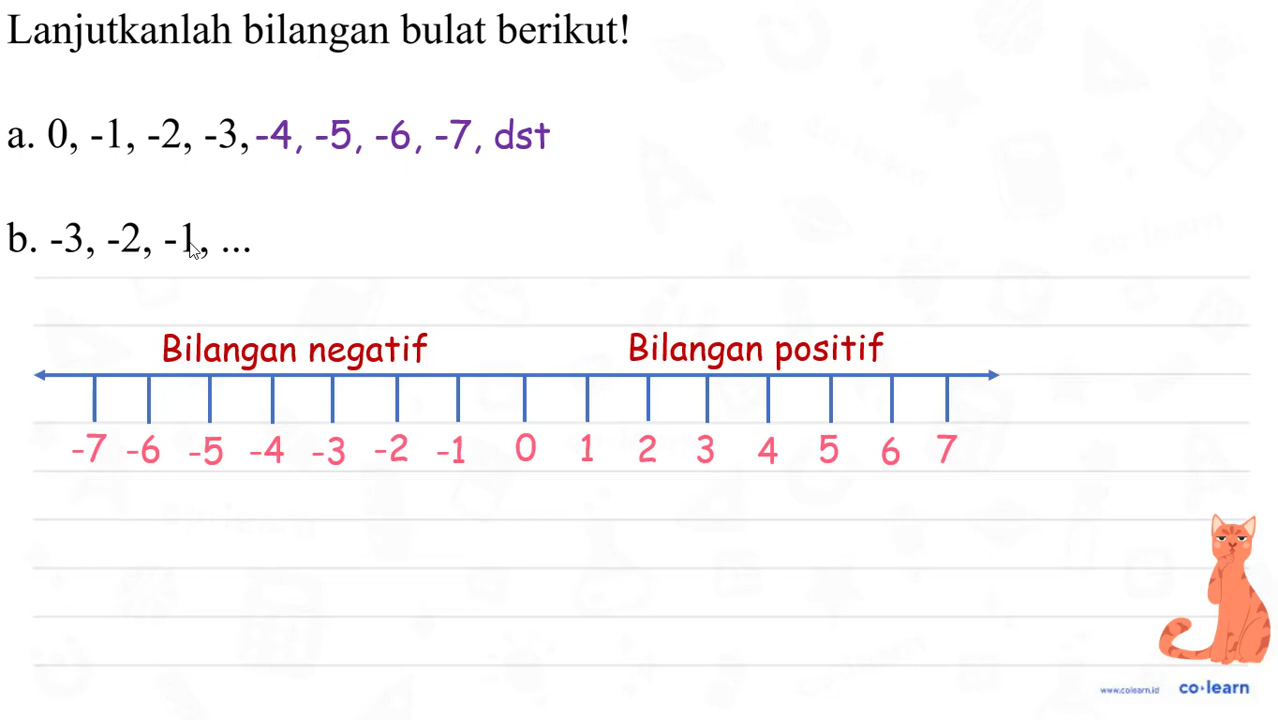 Lanjutkanlah bilangan bulat berikut!
a. 0, -1, -2, -3, -4, -5, -6, -7, dst
b. -3, -2, -1, ...
Bilangan negatif Bilangan positif
-7 -6 -5 -4 -3 -2 -1 0 1 2 3 4 5 6 7
www.colearn.id co·learn